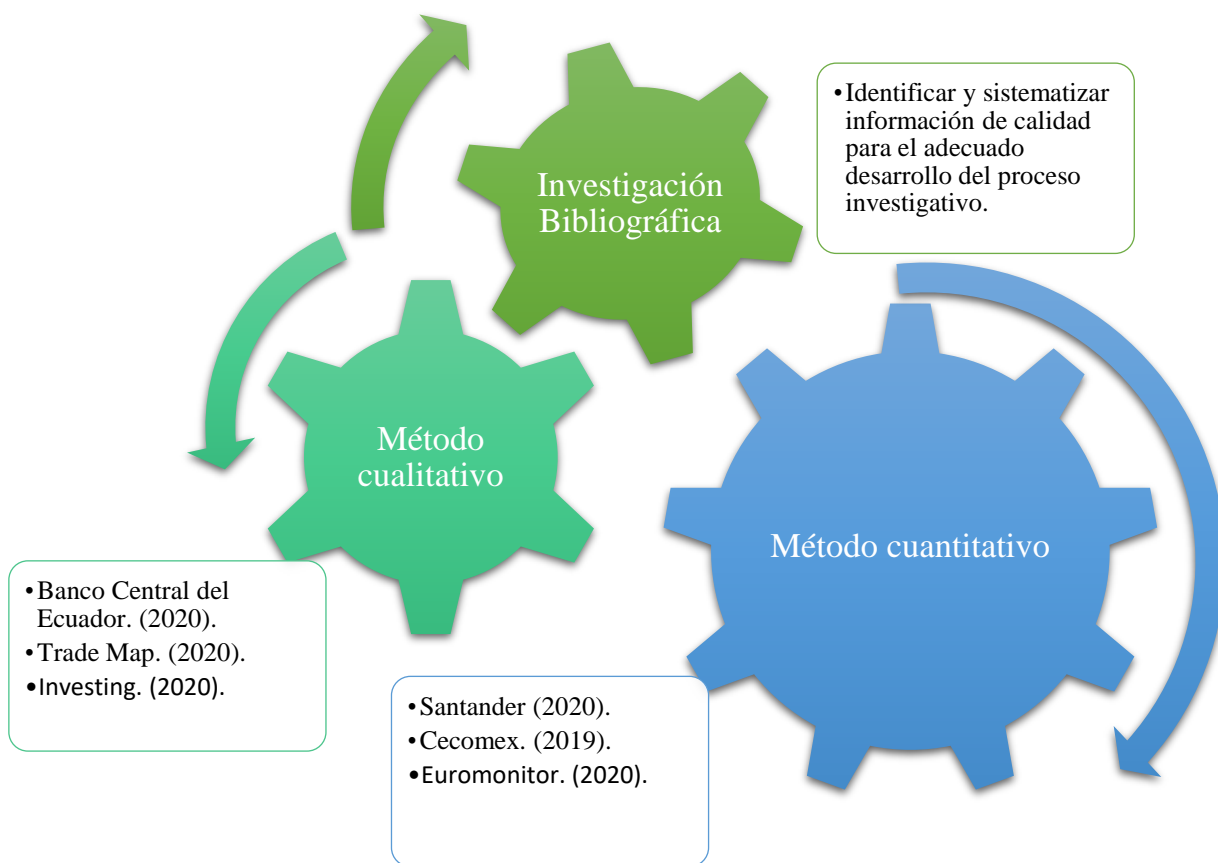 Investigación
Bibliográfica
•Identificar y sistematizar
información de calidad
para el adecuado
desarrollo del proceso
investigativo.
Método
cualitativo
Método cuantitativo
•Banco Central del
Ecuador. (2020).
•Trade Map. (2020).
•Investing. (2020).
•Santander (2020).
•Cecomex. (2019).
•Euromonitor. (2020).